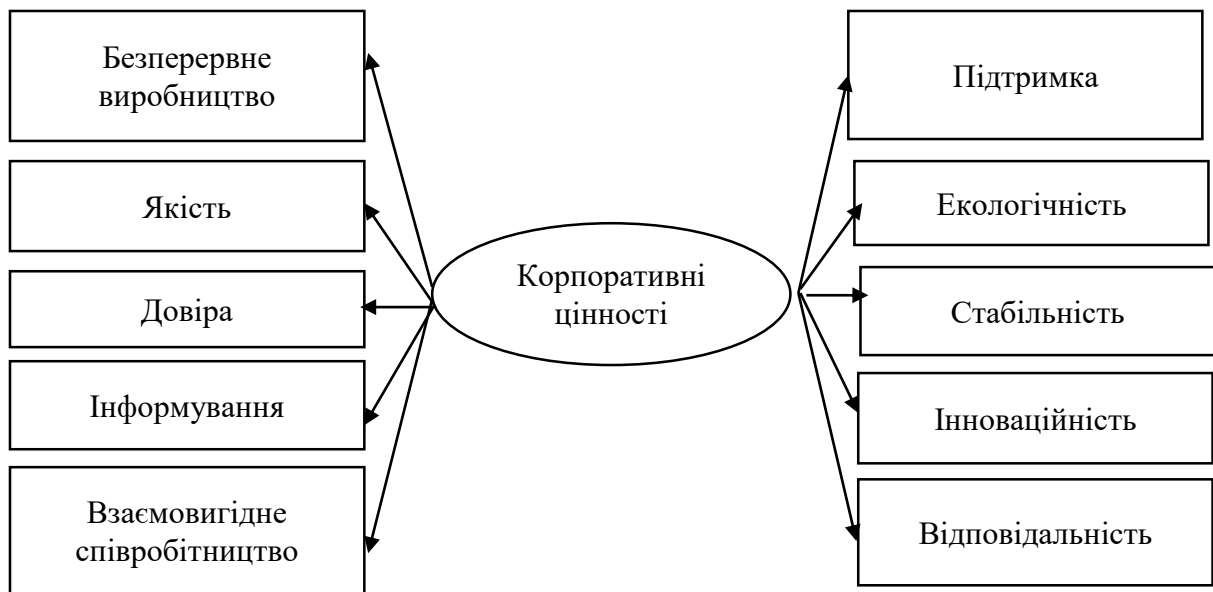 Безперервне
виробництво
Якість
Довіра
Інформування
Взаємовигідне
співробітництво
Корпоративні
цінності
Підтримка
Екологічність
Стабільність
Інноваційність
Відповідальність